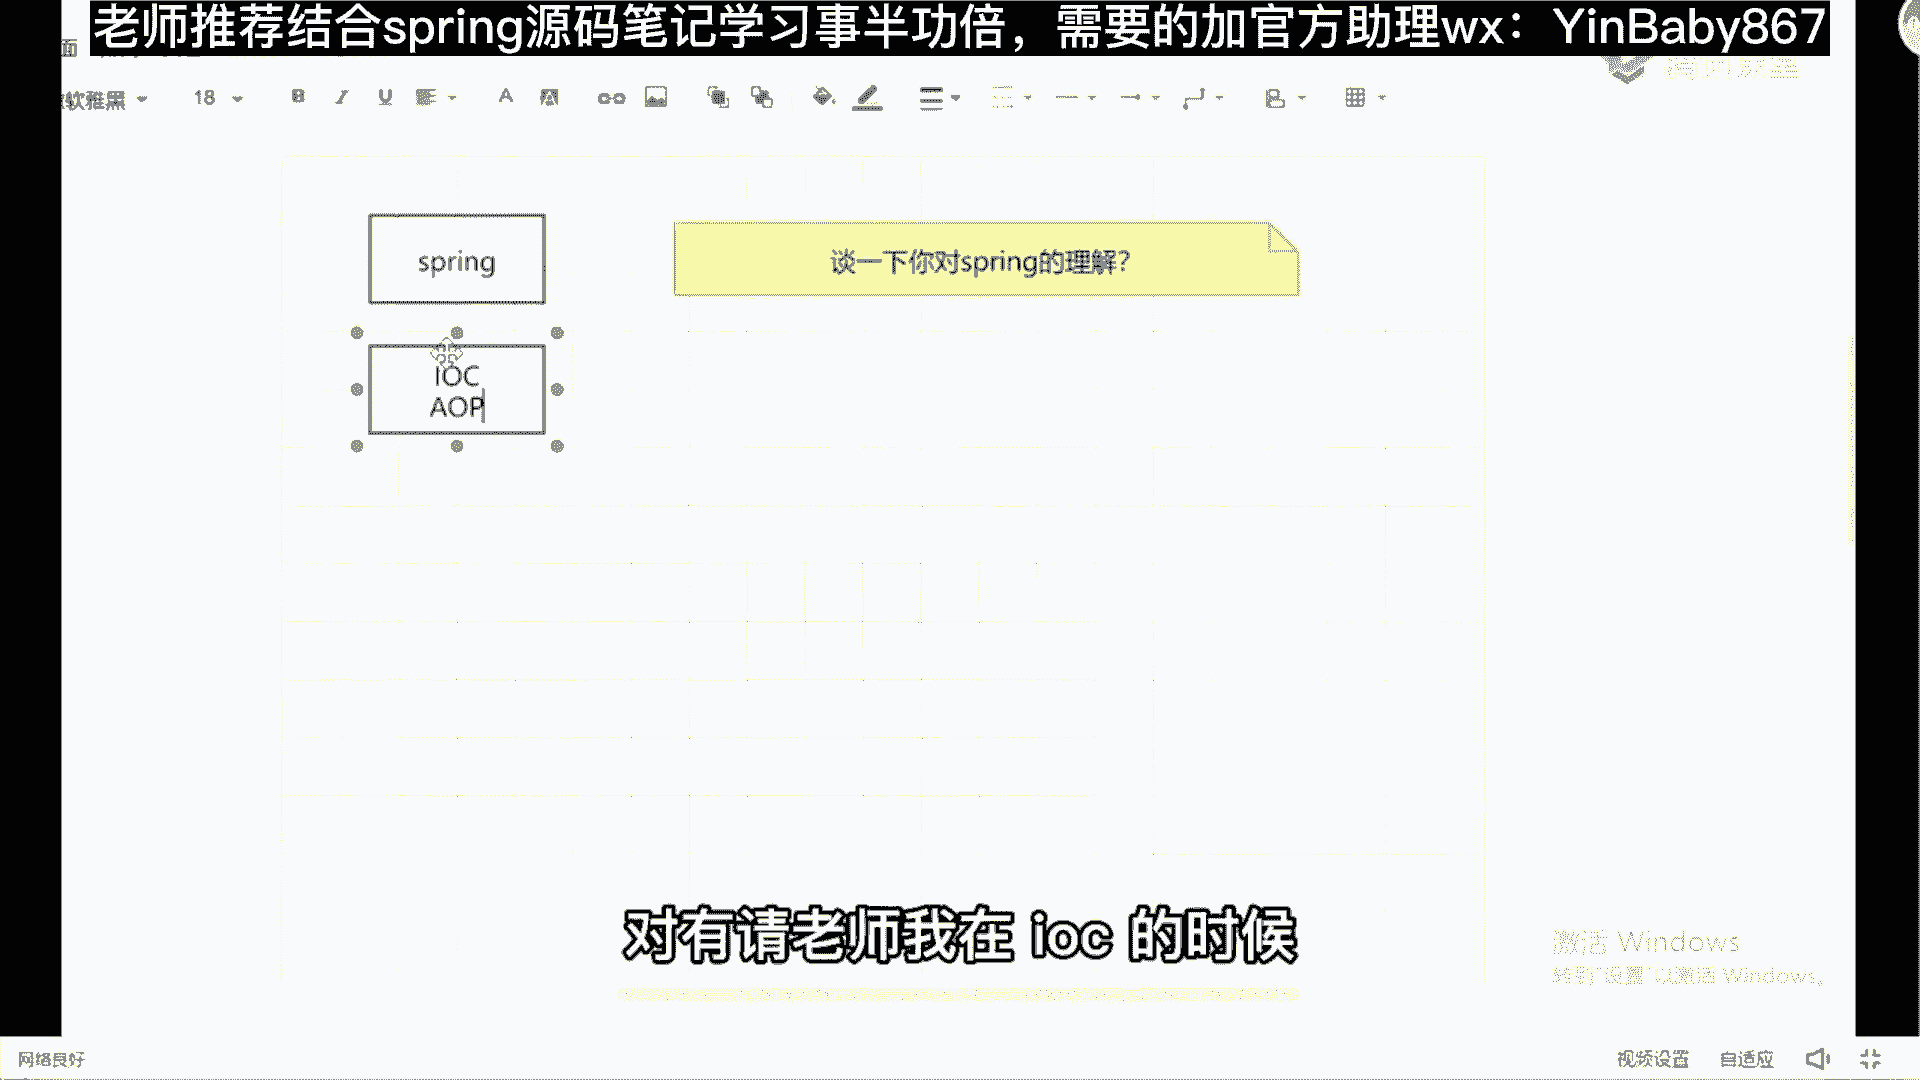 老师推荐结合spring源码笔记学习事半功倍，需要的加官方助理wx：YinBaby867
面
软雅黑
18
B I U A
spring
谈一下你对spring的理解？
IOC
AOP
对有请老师我在 ioc 的时候
激活 Windows
转到"设置"以激活 Windows。
网络良好
视频设置
自适应